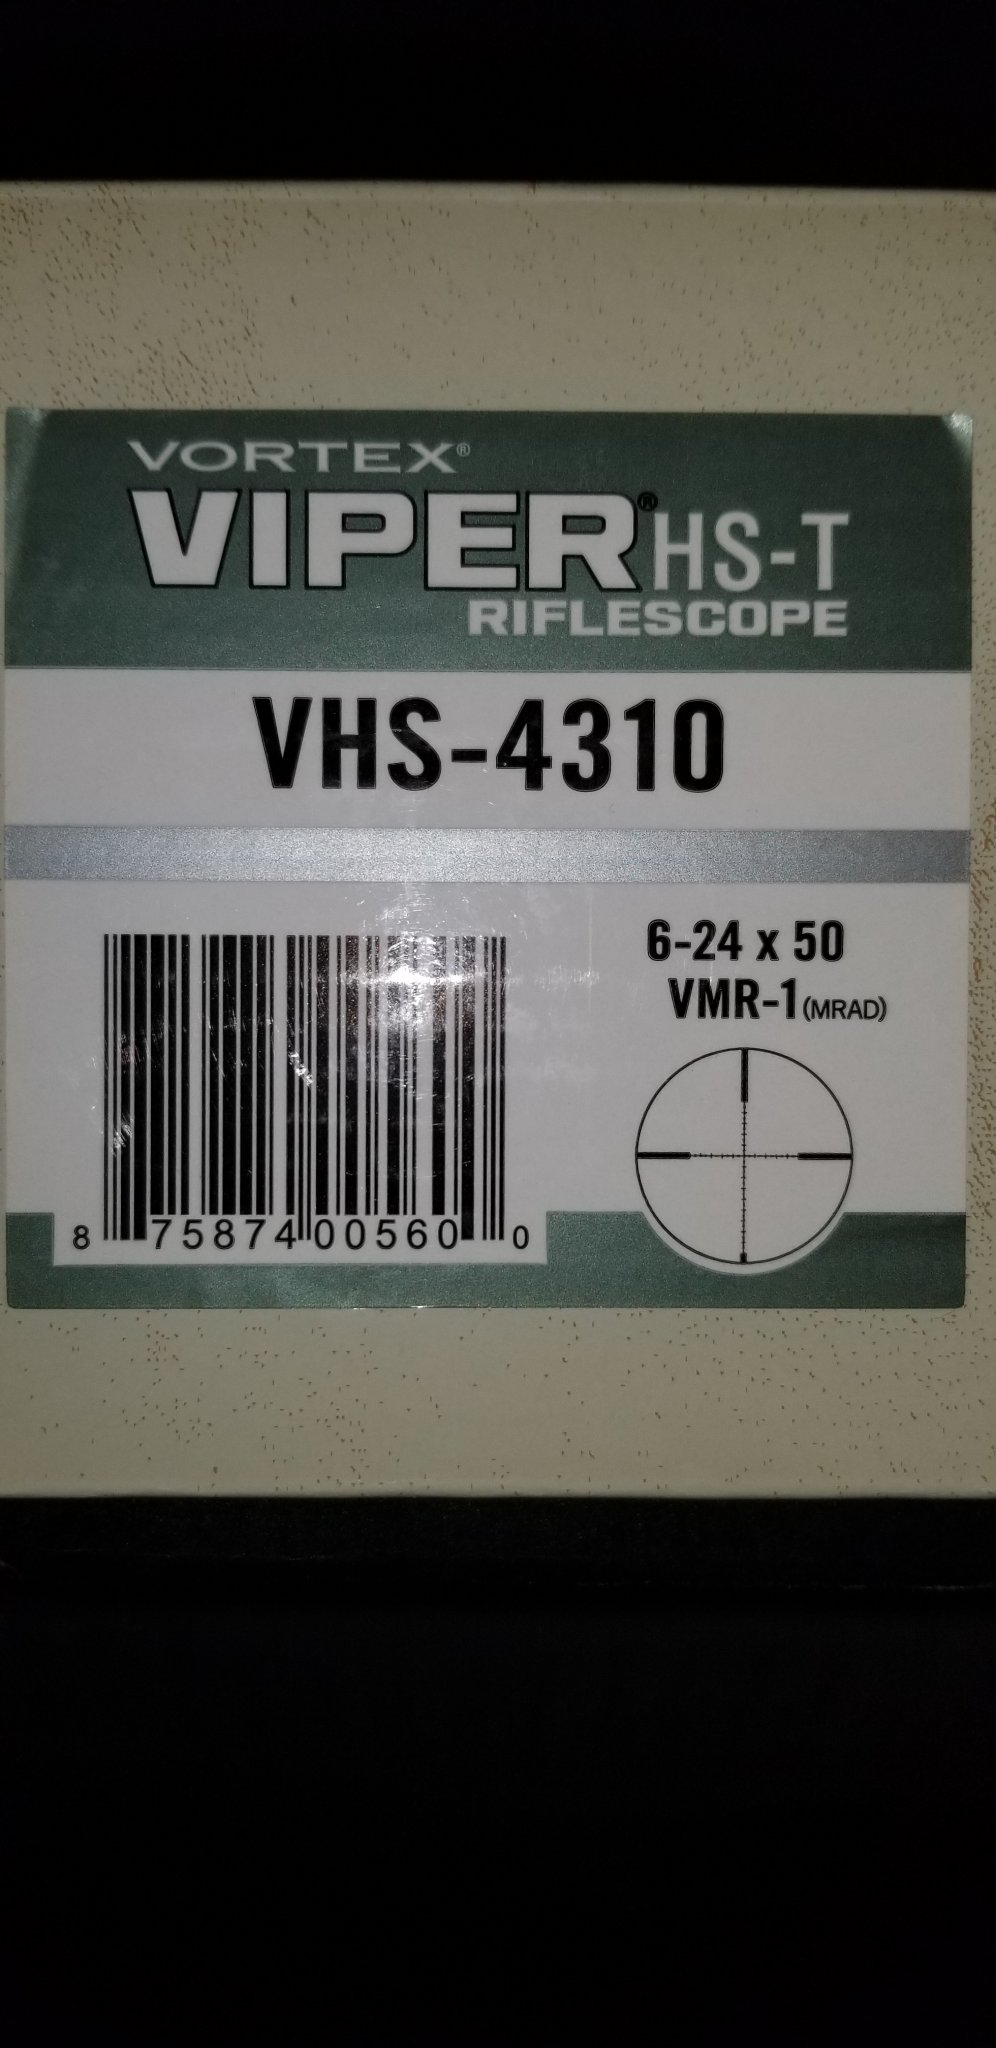 VORTEX®
VIPER® HS-T
RIFLESCOPE
VHS-4310
6-24 x 50
VMR-1 (MRAD)
8 75874 00560 0